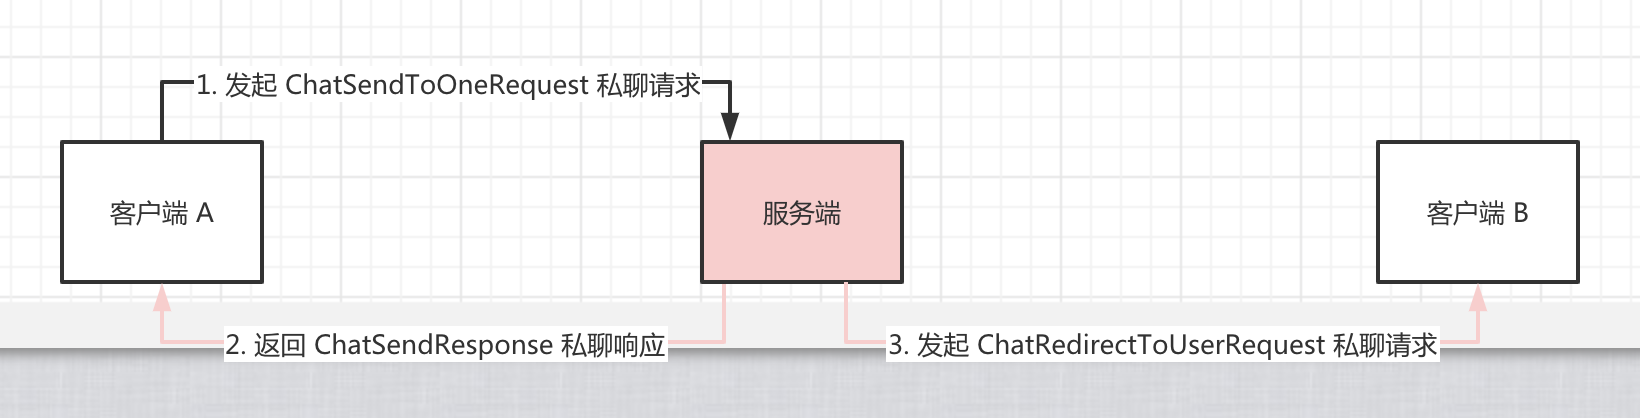 1. 发起 ChatSendToOneRequest 私聊请求
客户端 A
服务端
客户端 B
2. 返回 ChatSendResponse 私聊响应
3. 发起 ChatRedirectToUserRequest 私聊请求